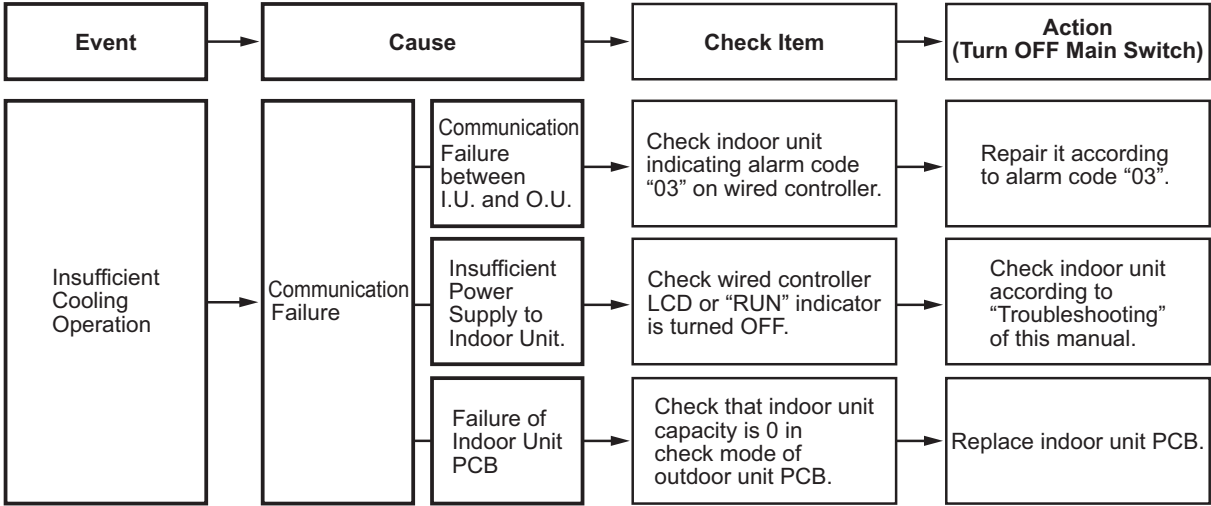 Event
Cause
Check Item
Action
(Turn OFF Main Switch)
Insufficient
Cooling
Operation
Communication
Failure
Communication
Failure
between
I.U. and O.U.
Check indoor unit
indicating alarm code
“03” on wired controller.
Repair it according
to alarm code “03”.
Insufficient
Power
Supply to
Indoor Unit.
Check wired controller
LCD or “RUN” indicator
is turned OFF.
Check indoor unit
according to
“Troubleshooting”
of this manual.
Failure of
Indoor Unit
PCB
Check that indoor unit
capacity is 0 in
check mode of
outdoor unit PCB.
Replace indoor unit PCB.